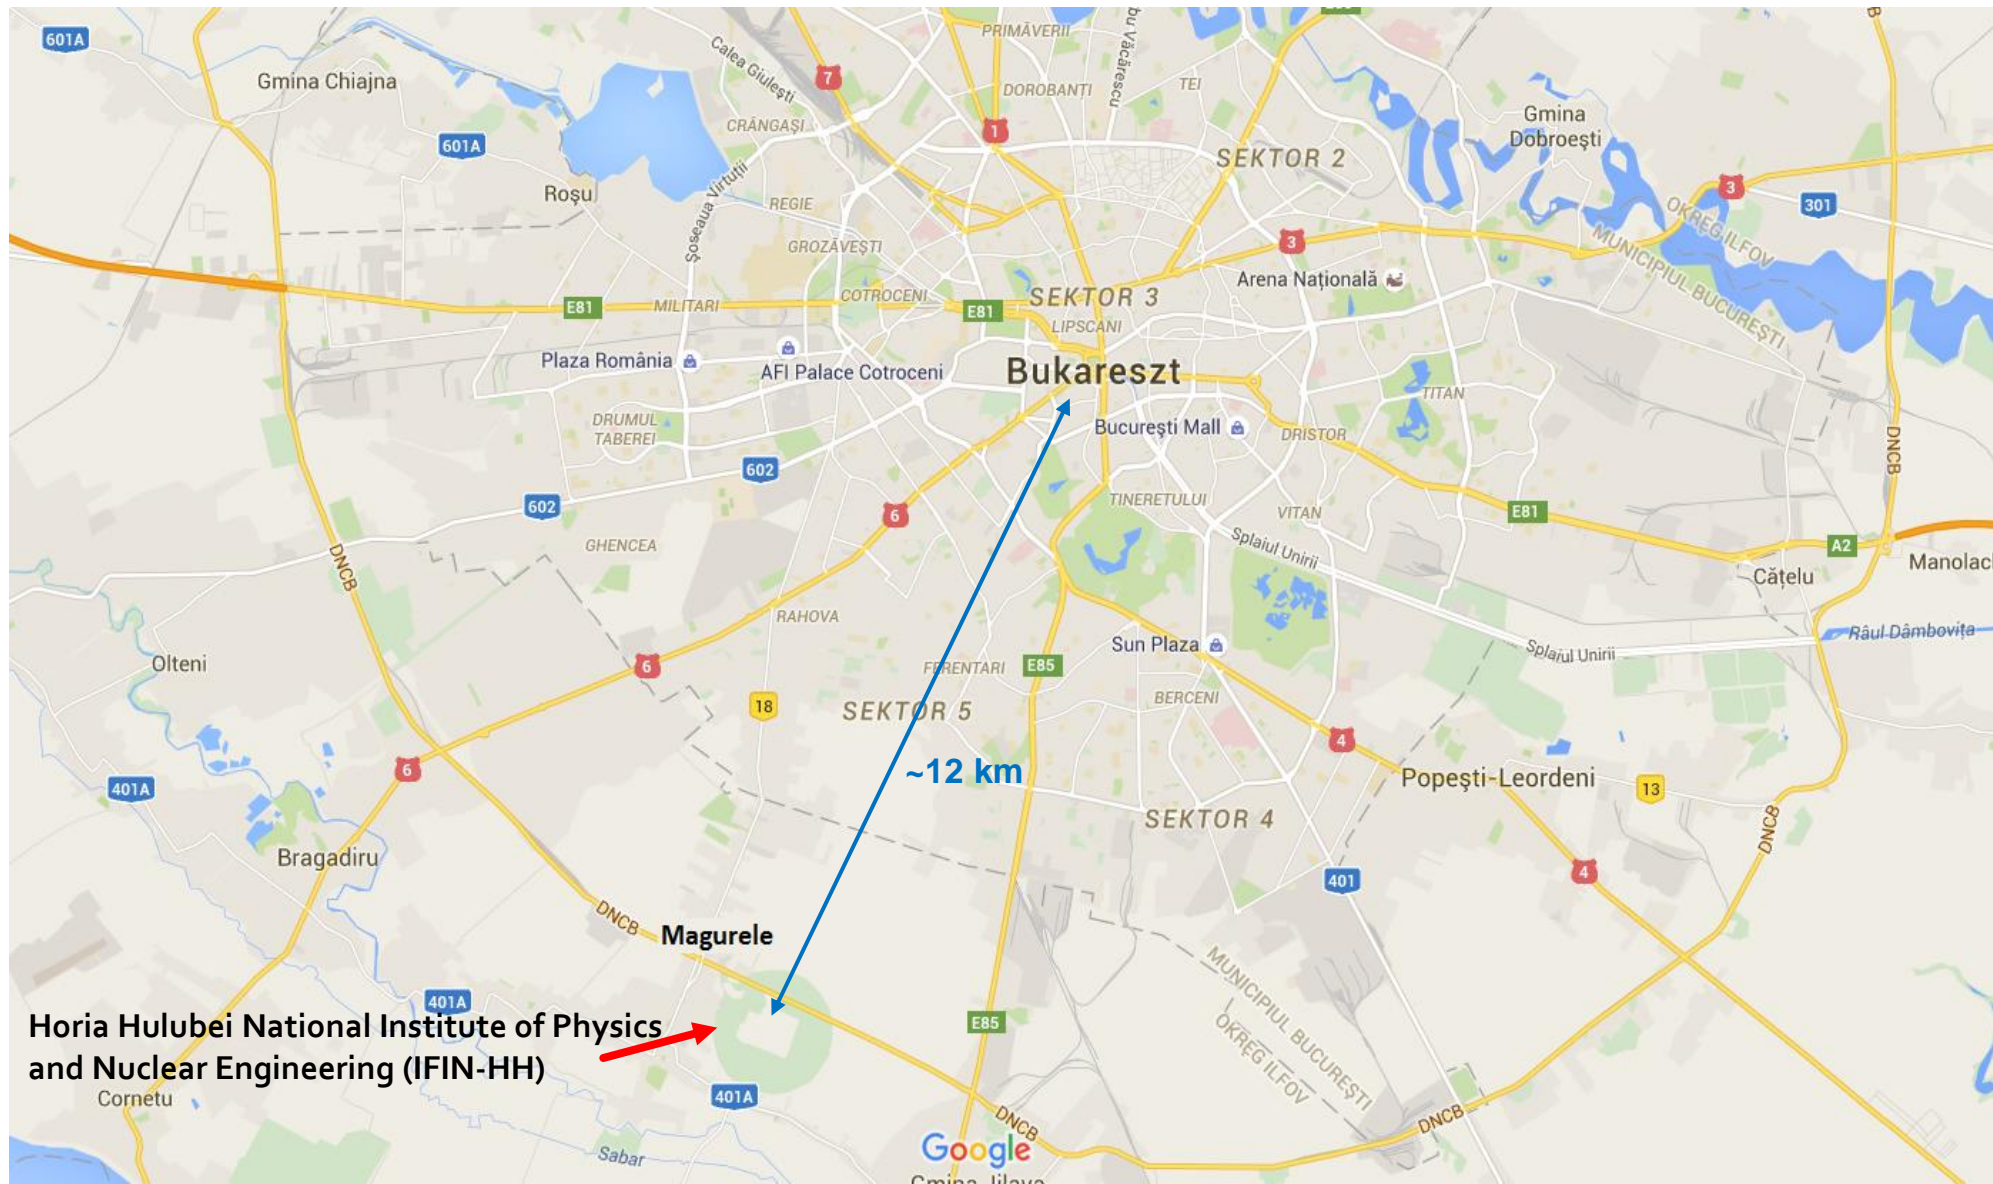 PRIMĂVERII
601A
Calea Giulești
7
Gmina Chiajna
DOROBANȚI
TEI
DNCB
CRÂNGAȘI
1
Gmina
Dobroești
601A
SEKTOR 2
Șoseaua Virtuții
Roșu
REGIE
3
301
OKRĘG ILFOV
MUNICIPIUL BUCUREȘTI
GROZĂVEȘTI
3
Arena Națională
E81
MILITARI
COTROCENI
E81
SEKTOR 3
LIPSCANI
Plaza România
AFI Palace Cotroceni
Bukareszt
TITAN
DRUMUL
TABEREI
București Mall
DRISTOR
DNCB
602
602
6
TINERETULUI
VITAN
E81
GHENCEA
DNCB
Splaiul Unirii
A2
Cățelu
RAHOVA
Râul Dâmbovița
Olteni
6
FERENTARI
E85
Sun Plaza
Splaiul Unirii
18
SEKTOR 5
BERCENI
4
6
~12 km
Popești-Leordeni
401A
13
SEKTOR 4
DNCB
Bragadiru
401
4
DNCB
Magurele
MUNICIPIUL BUCUREȘTI
OKRĘG ILFOV
401A
Horia Hulubei National Institute of Physics
and Nuclear Engineering (IFIN-HH)
E85
Cornetu
401A
DNCB
DNCB
Google
Sabar